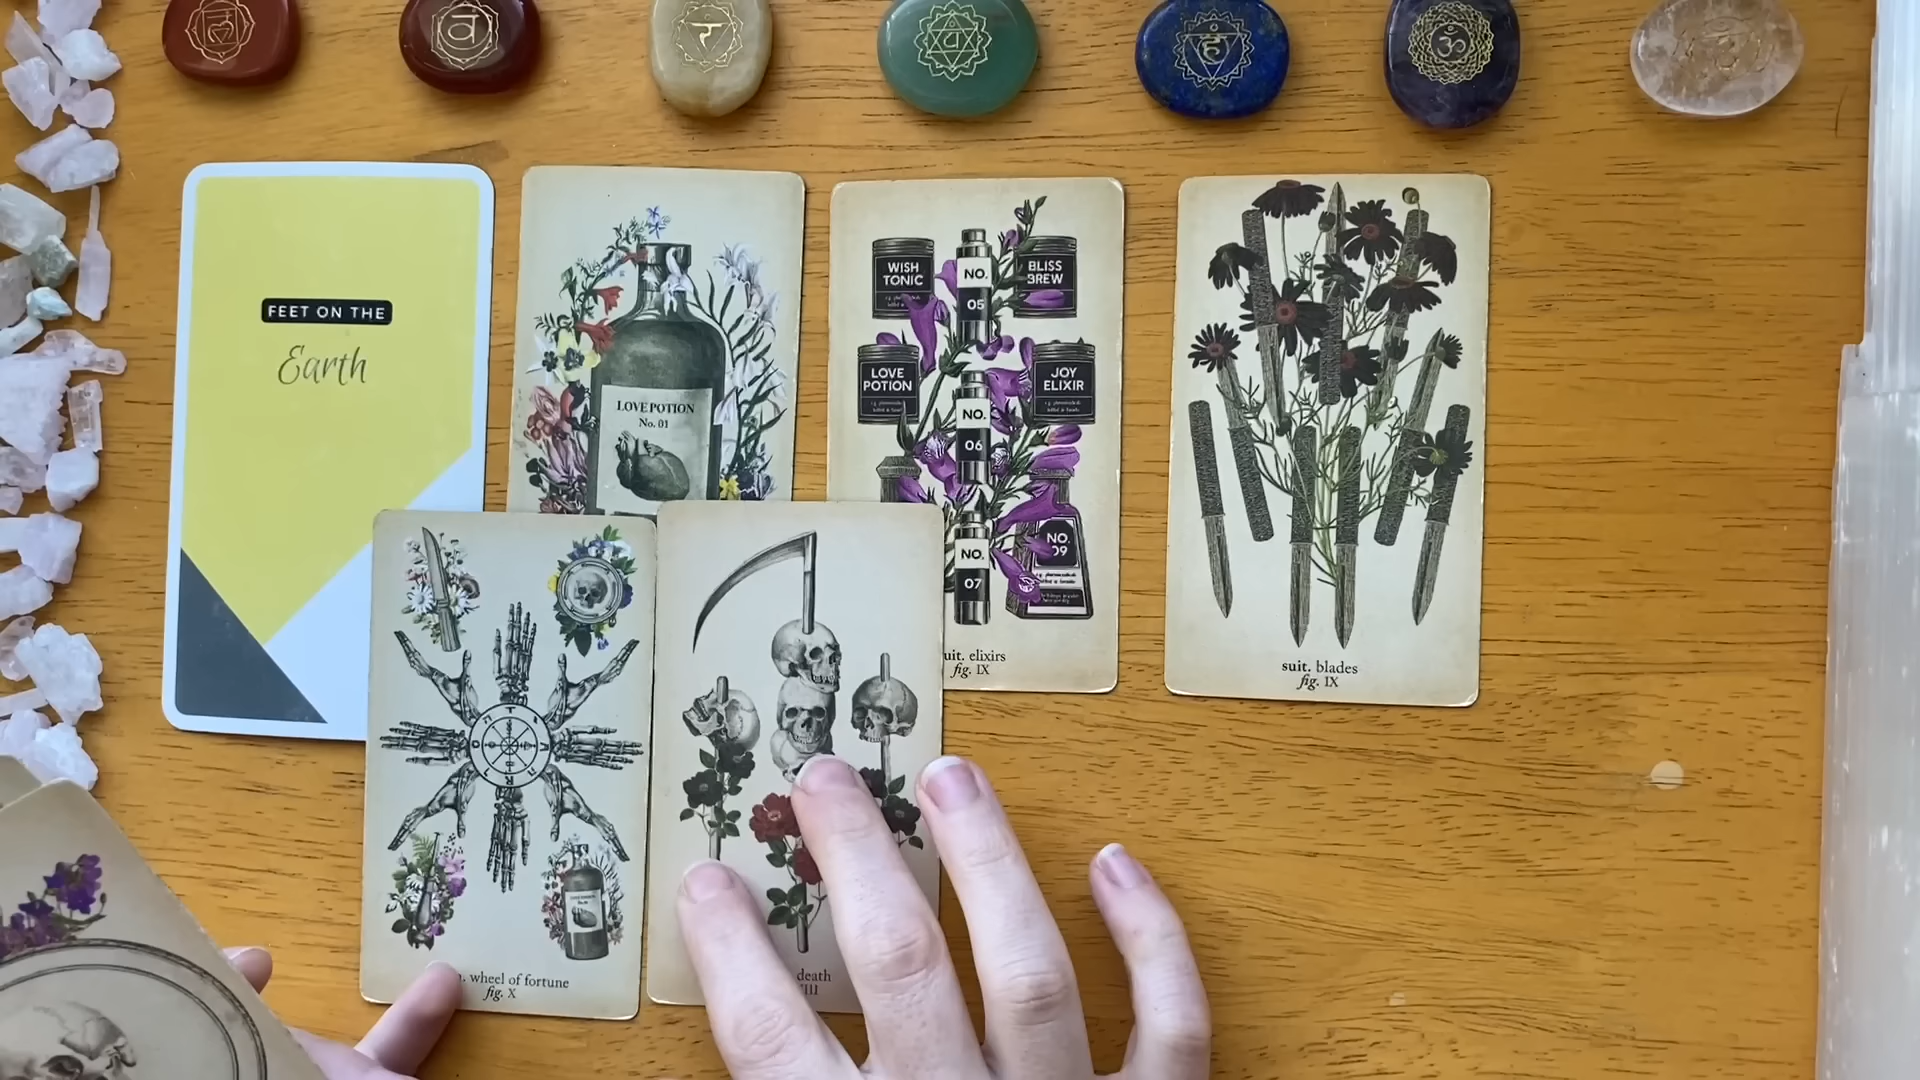 FEET ON THE
Earth
LOVE POTION
No. 01
WISH
TONIC
BLISS
BREW
NO.
05
LOVE
POTION
JOY
ELIXIR
NO.
06
NO.
09
NO.
07
uit. elixirs
fig. IX
suit. blades
fig. IX
wheel of fortune
fig. X
death
VIII
ॐ